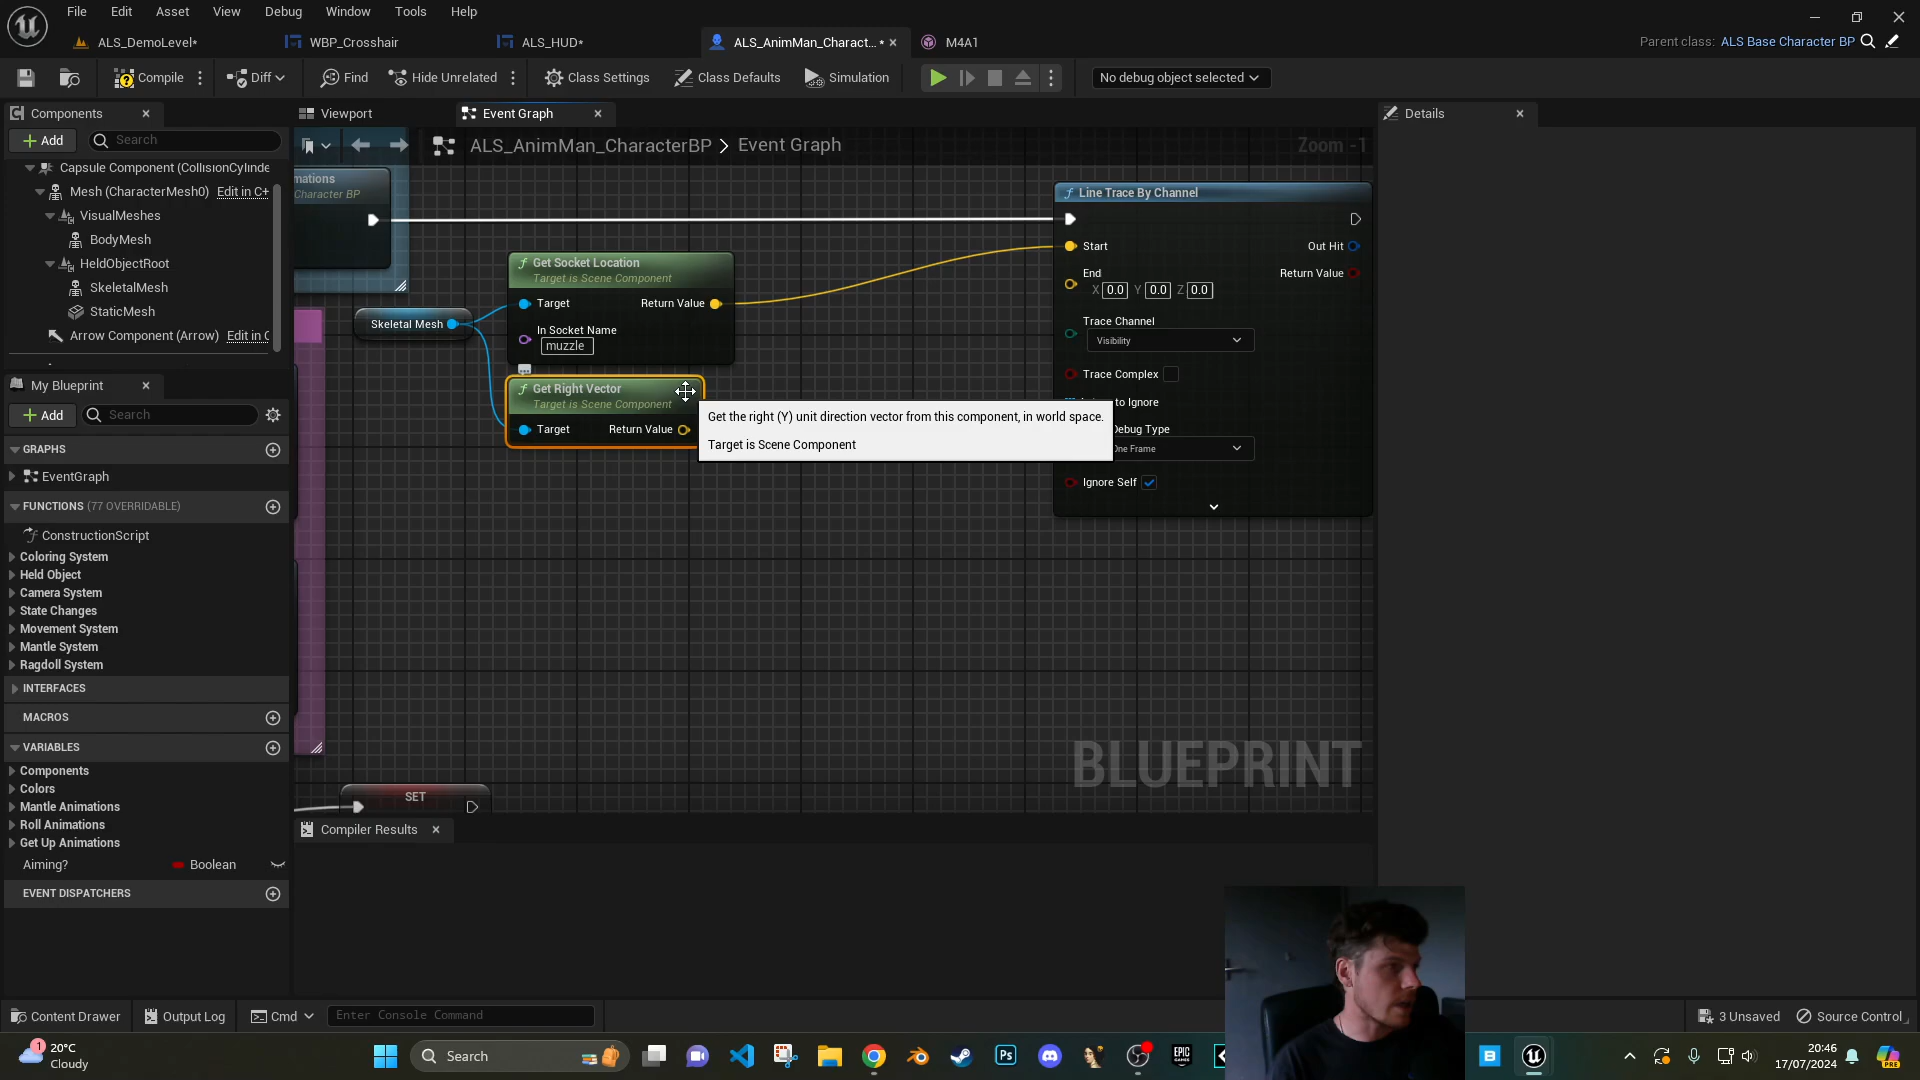 File Edit Asset View Debug Window Tools Help
ALS_DemoLevel*
WBP_Crosshair
ALS_HUD*
ALS_AnimMan_Charact...*
M4A1
Parent class: ALS Base Character BP
Compile
Diff
Find
Hide Unrelated
Class Settings
Class Defaults
Simulation
No debug object selected
Components
Viewport
Event Graph
Details
Add
Search
ALS_AnimMan_CharacterBP > Event Graph
Zoom -1
Capsule Component (CollisionCylinde
Mesh (CharacterMesh0) Edit in C+
VisualMeshes
BodyMesh
HeldObjectRoot
SkeletalMesh
StaticMesh
Arrow Component (Arrow) Edit in C
mations
Character BP
Get Socket Location
Target is Scene Component
Target
Return Value
In Socket Name
muzzle
Skeletal Mesh
Get Right Vector
Target is Scene Component
Target
Return Value
Get the right (Y) unit direction vector from this component, in world space.
Target is Scene Component
Line Trace By Channel
Start
Out Hit
End
Return Value
X 0.0 Y 0.0 Z 0.0
Trace Channel
Visibility
Trace Complex
to Ignore
Debug Type
One Frame
Ignore Self
My Blueprint
Add
Search
GRAPHS
EventGraph
FUNCTIONS (77 OVERRIDABLE)
ConstructionScript
Coloring System
Held Object
Camera System
State Changes
Movement System
Mantle System
Ragdoll System
INTERFACES
MACROS
VARIABLES
Components
Colors
Mantle Animations
Roll Animations
Get Up Animations
Aiming?
Boolean
EVENT DISPATCHERS
SET
BLUEPRINT
Compiler Results
Content Drawer
Output Log
Cmd
Enter Console Command
3 Unsaved
Source Control
1
20°C
Cloudy
Search
Ps
EPIC
GAMES
B
PRE
20:46
17/07/2024